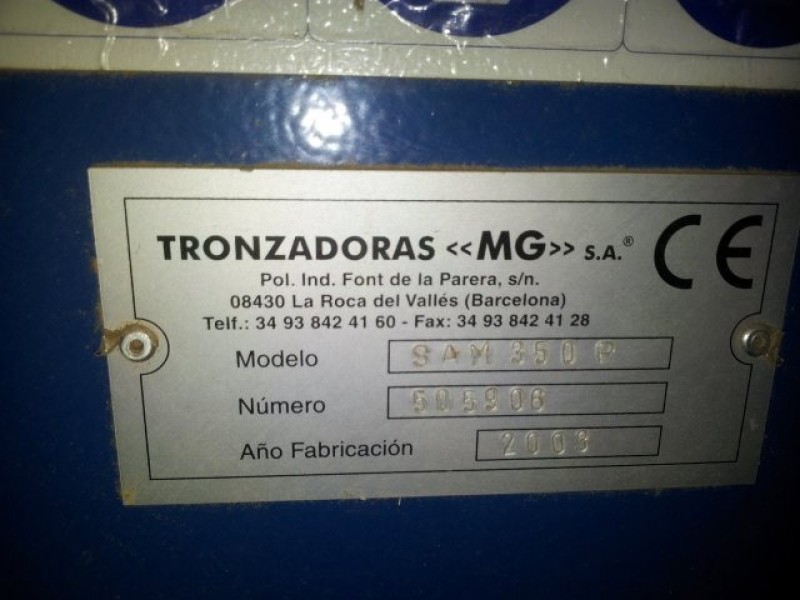 TRONZADORAS <<MG>> S.A.® CE
Pol. Ind. Font de la Parera, s/n.
08430 La Roca del Vallés (Barcelona)
Telf.: 34 93 842 41 60 - Fax: 34 93 842 41 28
Modelo SAM 350 P
Número 505906
Año Fabricación 2008